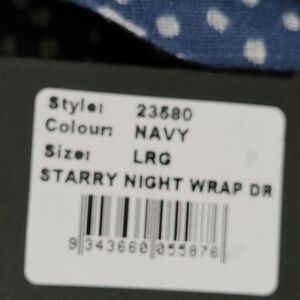 Style: 23580
Colour: NAVY
Size: LRG
STARRY NIGHT WRAP DR
9 343660 055876